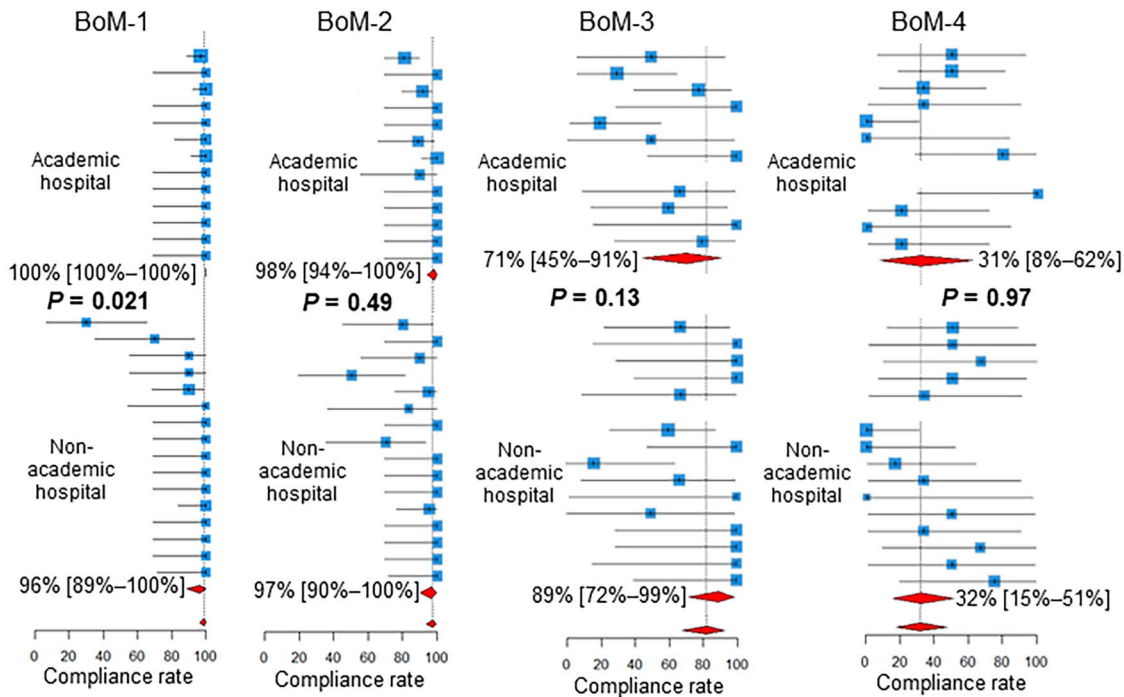 BoM-1
BoM-2
BoM-3
BoM-4
Academic
hospital
Academic
hospital
Academic
hospital
Academic
hospital
100% [100%–100%]
98% [94%–100%]
71% [45%–91%]
31% [8%–62%]
P = 0.021
P = 0.49
P = 0.13
P = 0.97
Non-
academic
hospital
Non-
academic
hospital
Non-
academic
hospital
Non-
academic
hospital
96% [89%–100%]
97% [90%–100%]
89% [72%–99%]
32% [15%–51%]
0 20 40 60 80 100
0 20 40 60 80 100
0 20 40 60 80 100
0 20 40 60 80 100
Compliance rate
Compliance rate
Compliance rate
Compliance rate